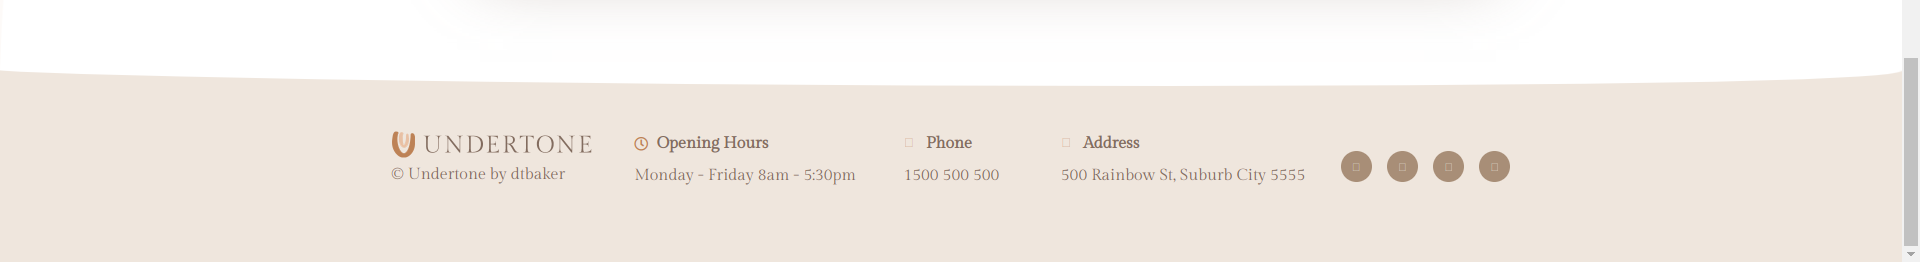 UNDERTONE
© Undertone by dtbaker
Opening Hours
Monday - Friday 8am - 5:30pm
Phone
1500 500 500
Address
500 Rainbow St, Suburb City 5555